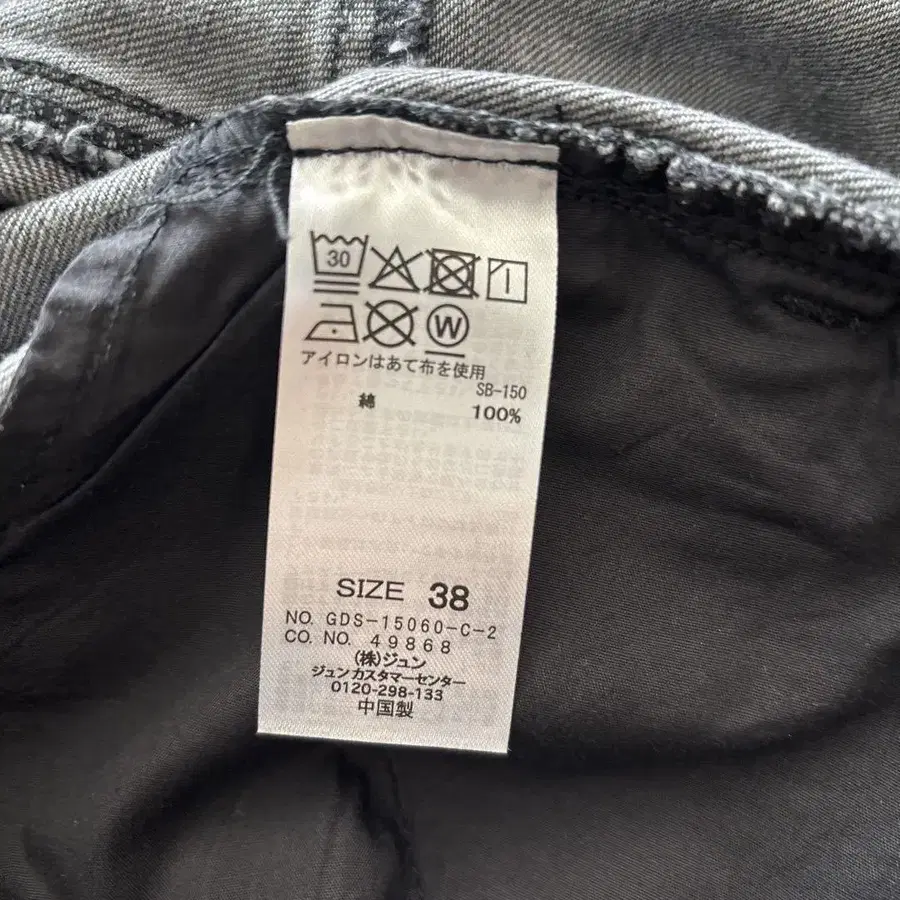 30
W
アイロンはあて布を使用
SB-150
綿 100%
SIZE 38
NO. GDS-15060-C-2
CO. NO. 49868
(株)ジュン
ジュンカスタマーセンター
0120-298-133
中国製